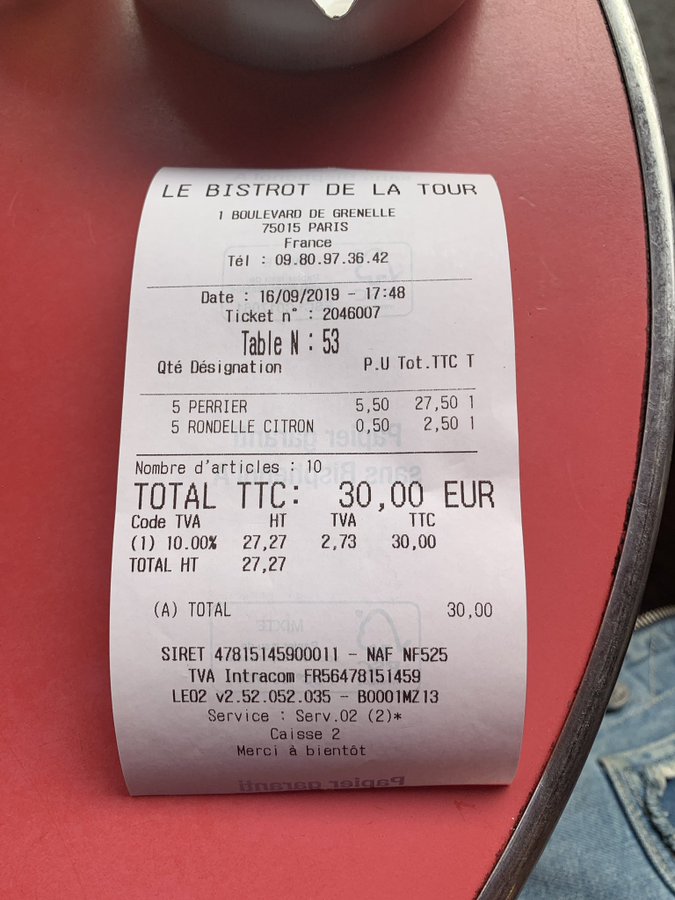 LE BISTROT DE LA TOUR
1 BOULEVARD DE GRENELLE
75015 PARIS
France
Tél : 09.80.97.36.42
Date : 16/09/2019 - 17:48
Ticket n° : 2046007
Table N : 53
Qté Désignation P.U Tot.TTC T
5 PERRIER 5,50 27,50 1
5 RONDELLE CITRON 0,50 2,50 1
Nombre d'articles : 10
TOTAL TTC: 30,00 EUR
Code TVA HT TVA TTC
(1) 10.00% 27,27 2,73 30,00
TOTAL HT 27,27
(A) TOTAL 30,00
SIRET 47815145900011 - NAF NF525
TVA Intracom FR56478151459
LEO2 v2.52.052.035 - B0001MZ13
Service : Serv.02 (2)*
Caisse 2
Merci à bientôt
Papier garanti